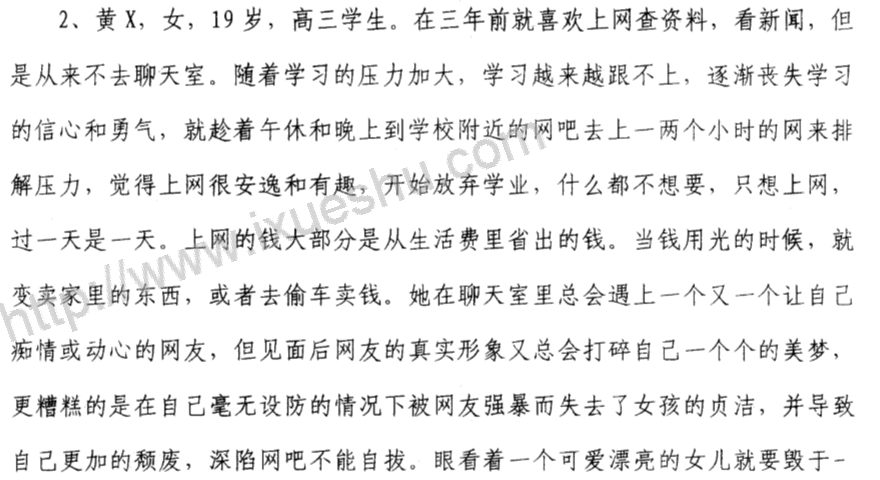 2、黄X，女，19岁，高三学生。在三年前就喜欢上网查资料，看新闻，但
是从来不去聊天室。随着学习的压力加大，学习越来越跟不上，逐渐丧失学习
的信心和勇气，就趁着午休和晚上到学校附近的网吧去上一两个小时的网来排
解压力，觉得上网很安逸和有趣，开始放弃学业，什么都不想要，只想上网，
过一天是一天。上网的钱大部分是从生活费里省出的钱。当钱用光的时候，就
变卖家里的东西，或者去偷车卖钱。她在聊天室里总会遇上一个又一个让自己
痴情或动心的网友，但见面后网友的真实形象又总会打碎自己一个个的美梦，
更糟糕的是在自己毫无设防的情况下被网友强暴而失去了女孩的贞洁，并导致
自己更加的颓废，深陷网吧不能自拔。眼看着一个可爱漂亮的女儿就要毁于一
http://www.ixueshu.com